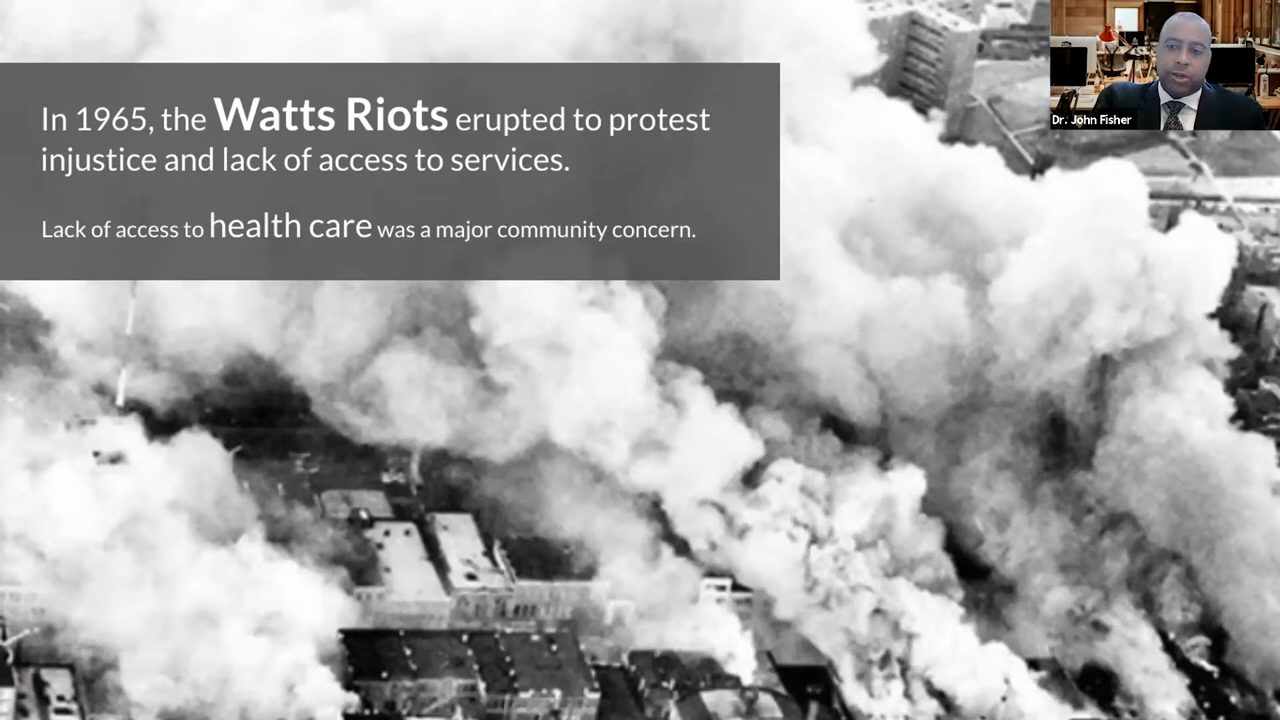 In 1965, the Watts Riots erupted to protest
injustice and lack of access to services.
Lack of access to health care was a major community concern.
Dr. John Fisher